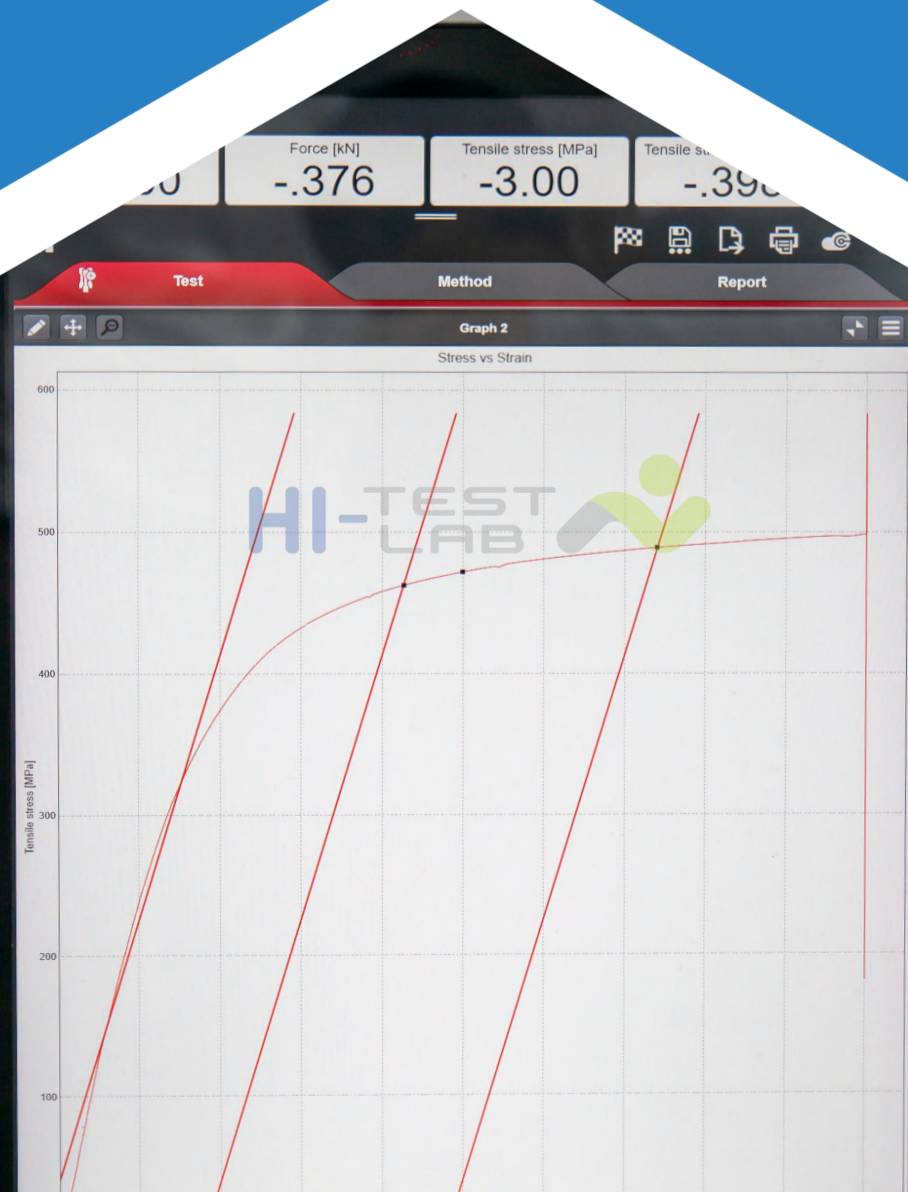 Force [kN]
-.376
Tensile stress [MPa]
-3.00
Tensile
Test
Method
Report
Graph 2
Stress vs Strain
600
HI-TEST
LAB
500
400
Tensile stress [MPa]
300
200
100